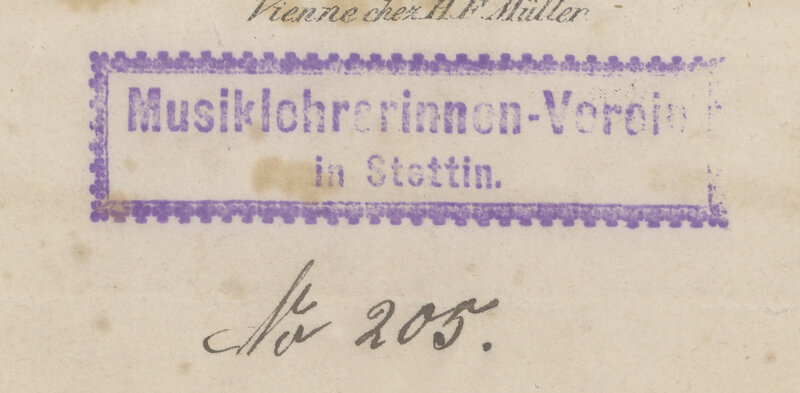 Vienne chez H. F. Müller
Musiklehrerinnen-Verein
in Stettin.
No 205.